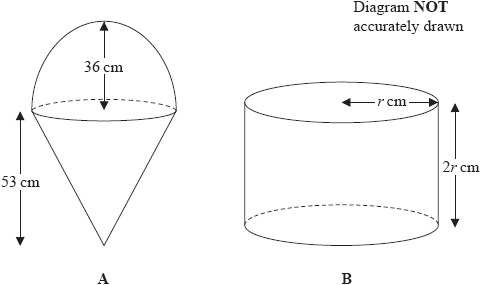 Diagram NOT
accurately drawn
36 cm
r cm
53 cm
2r cm
A
B